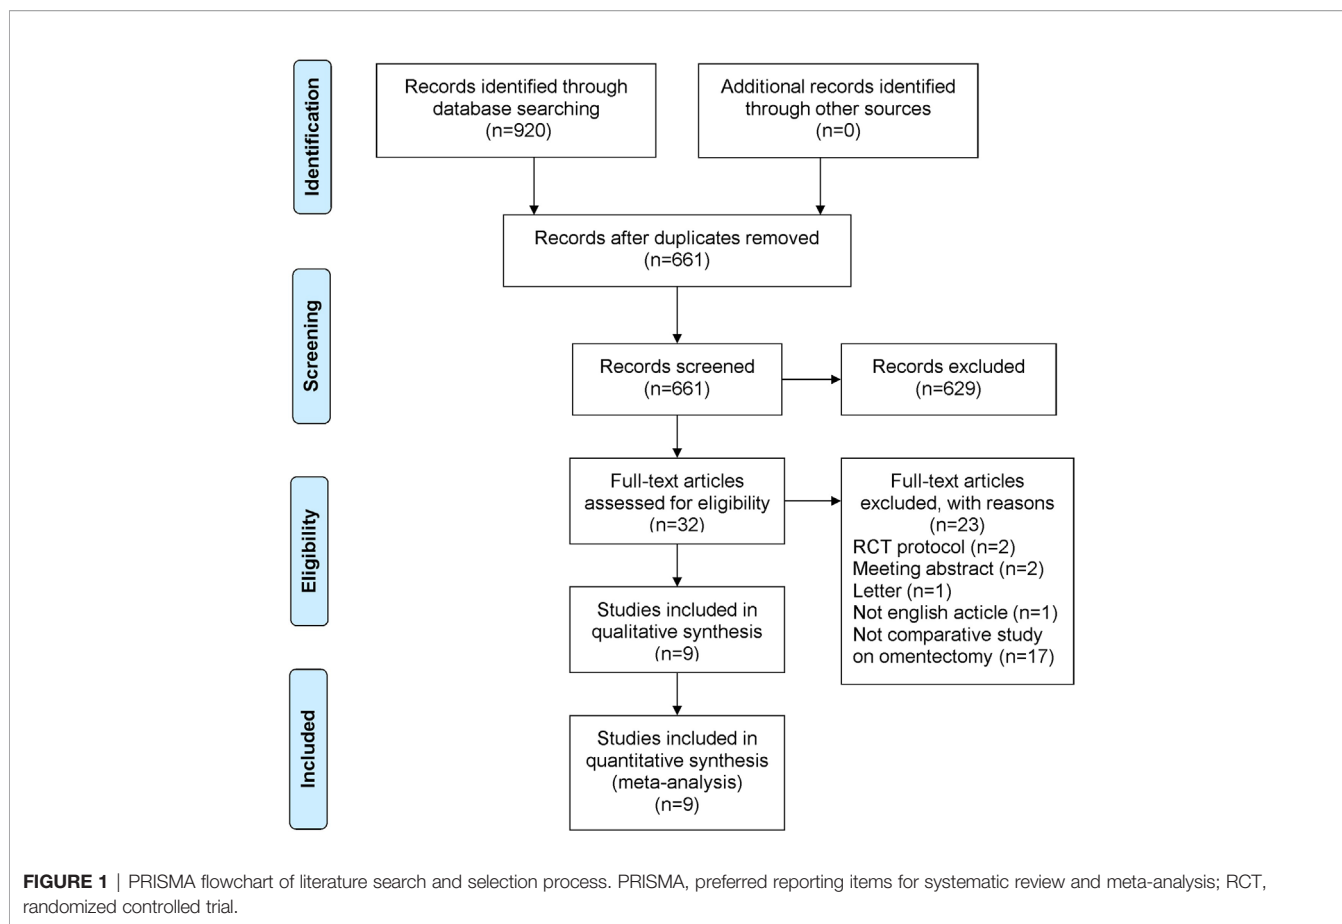 Identification
Records identified through
database searching
(n=920)
Additional records identified
through other sources
(n=0)
Records after duplicates removed
(n=661)
Screening
Records screened
(n=661)
Records excluded
(n=629)
Eligibility
Full-text articles
assessed for eligibility
(n=32)
Full-text articles
excluded, with reasons
(n=23)
RCT protocol (n=2)
Meeting abstract (n=2)
Letter (n=1)
Not english acticle (n=1)
Not comparative study
on omentectomy (n=17)
Studies included in
qualitative synthesis
(n=9)
Included
Studies included in
quantitative synthesis
(meta-analysis)
(n=9)
FIGURE 1 | PRISMA flowchart of literature search and selection process. PRISMA, preferred reporting items for systematic review and meta-analysis; RCT,
randomized controlled trial.